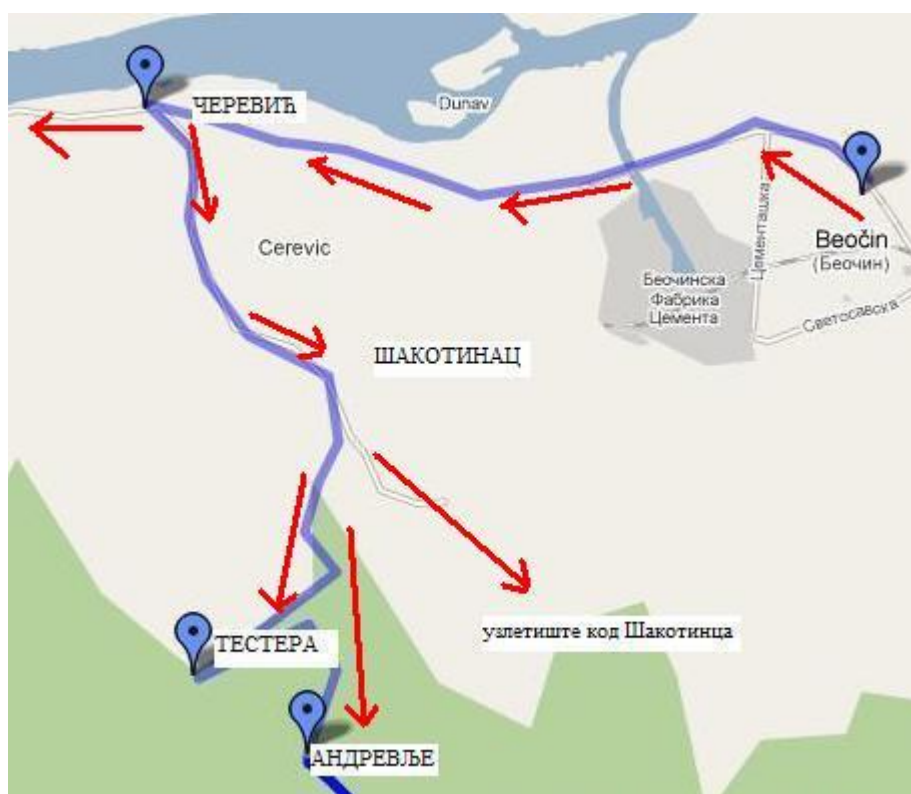 ЧЕРЕВИЋ
Dunav
Цементашка
Beočin
(Беочин)
Cerevic
Беочинска
Фабрика
Цемента
Светосавска
ШАКОТИНАЦ
узлетиште код Шакотинца
ТЕСТЕРА
АНДРЕВЉЕ